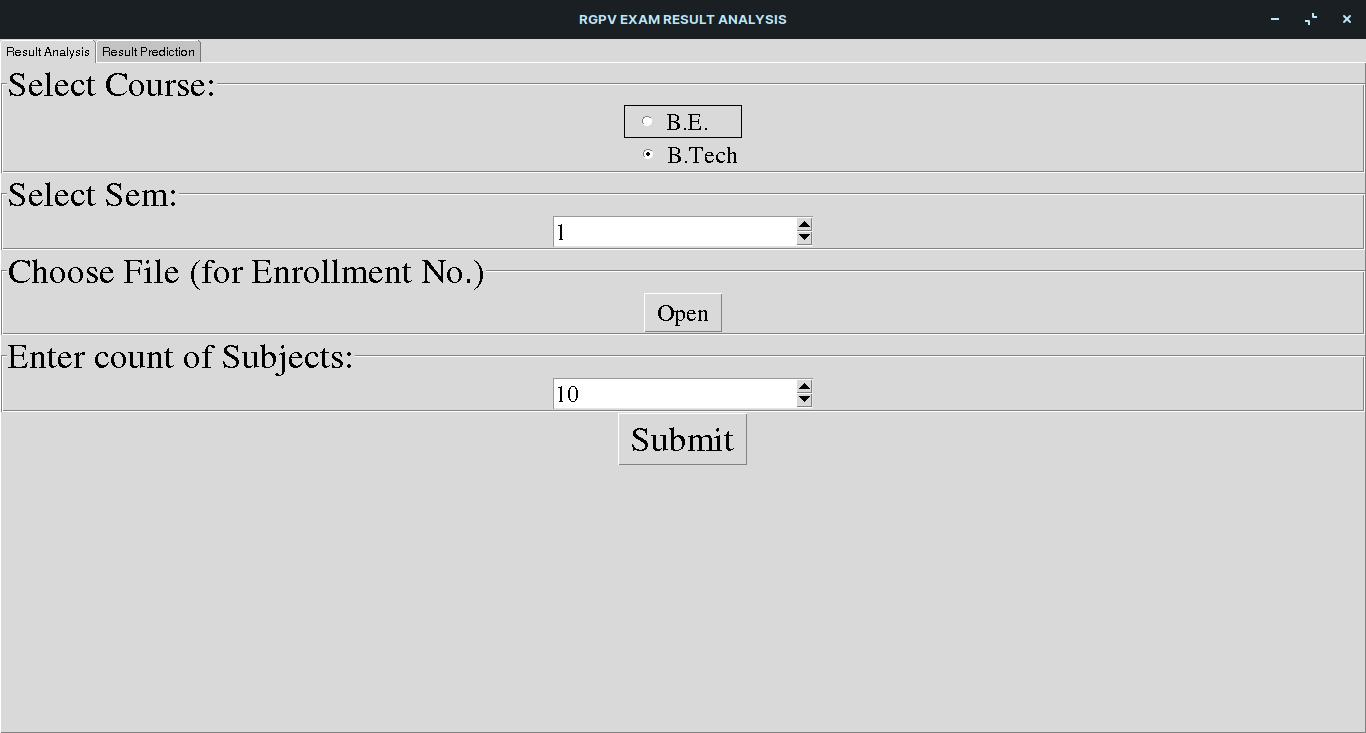 RGPV EXAM RESULT ANALYSIS
Result Analysis Result Prediction
Select Course:
B.E.
B.Tech
Select Sem:
1
Choose File (for Enrollment No.)
Open
Enter count of Subjects:
10
Submit